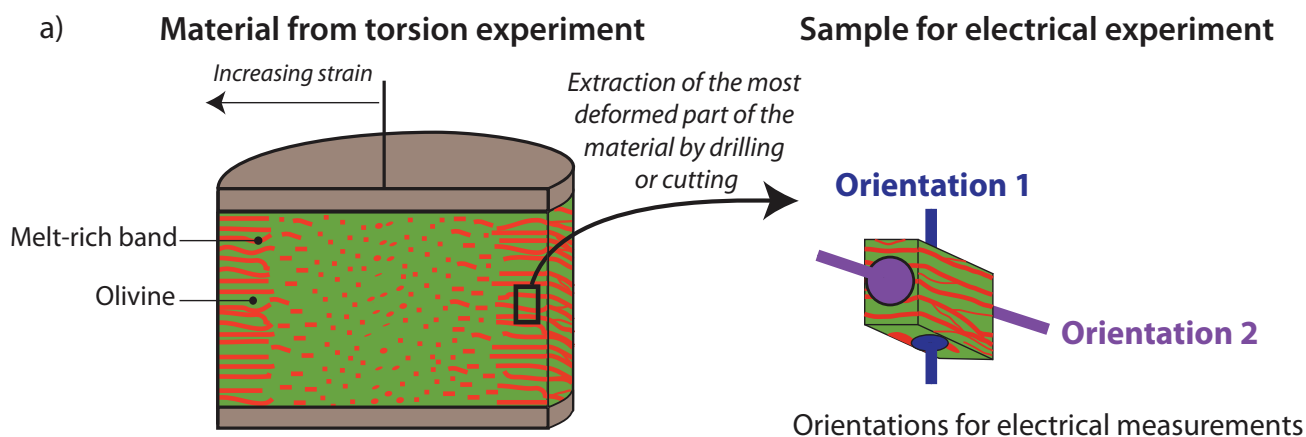 a)
Material from torsion experiment
Sample for electrical experiment
Increasing strain
Extraction of the most
deformed part of the
material by drilling
or cutting
Orientation 1
Melt-rich band
Olivine
Orientation 2
Orientations for electrical measurements